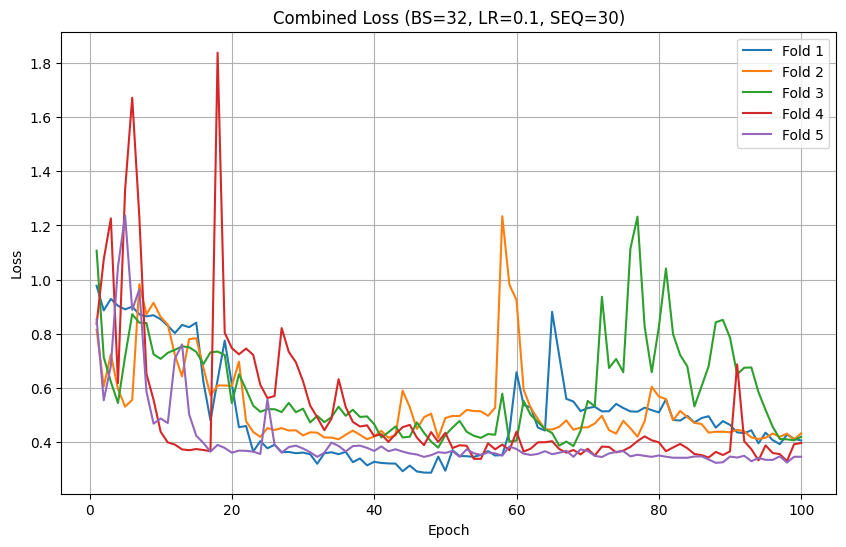 Combined Loss (BS=32, LR=0.1, SEQ=30)
Fold 1
Fold 2
Fold 3
Fold 4
Fold 5
Loss
1.8
1.6
1.4
1.2
1.0
0.8
0.6
0.4
0 20 40 60 80 100
Epoch